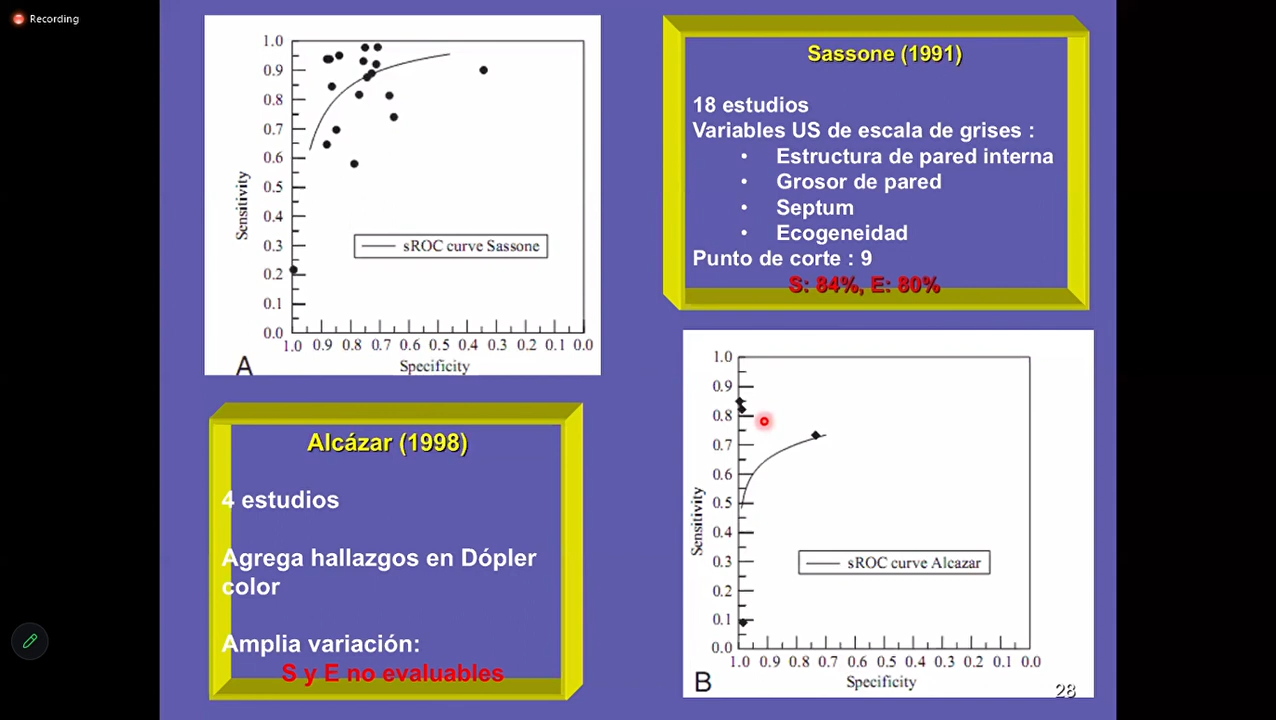 Recording
1.0
0.9
0.8
0.7
0.6
0.5
0.4
0.3
0.2
0.1
0.0
Sensitivity
sROC curve Sassone
1.0 0.9 0.8 0.7 0.6 0.5 0.4 0.3 0.2 0.1 0.0
Specificity
A
Sassone (1991)
18 estudios
Variables US de escala de grises :
• Estructura de pared interna
• Grosor de pared
• Septum
• Ecogeneidad
Punto de corte : 9
S: 84%, E: 80%
Alcázar (1998)
4 estudios
Agrega hallazgos en Dópler
color
Amplia variación:
S y E no evaluables
1.0
0.9
0.8
0.7
0.6
0.5
0.4
0.3
0.2
0.1
0.0
Sensitivity
sROC curve Alcazar
1.0 0.9 0.8 0.7 0.6 0.5 0.4 0.3 0.2 0.1 0.0
Specificity
B
28